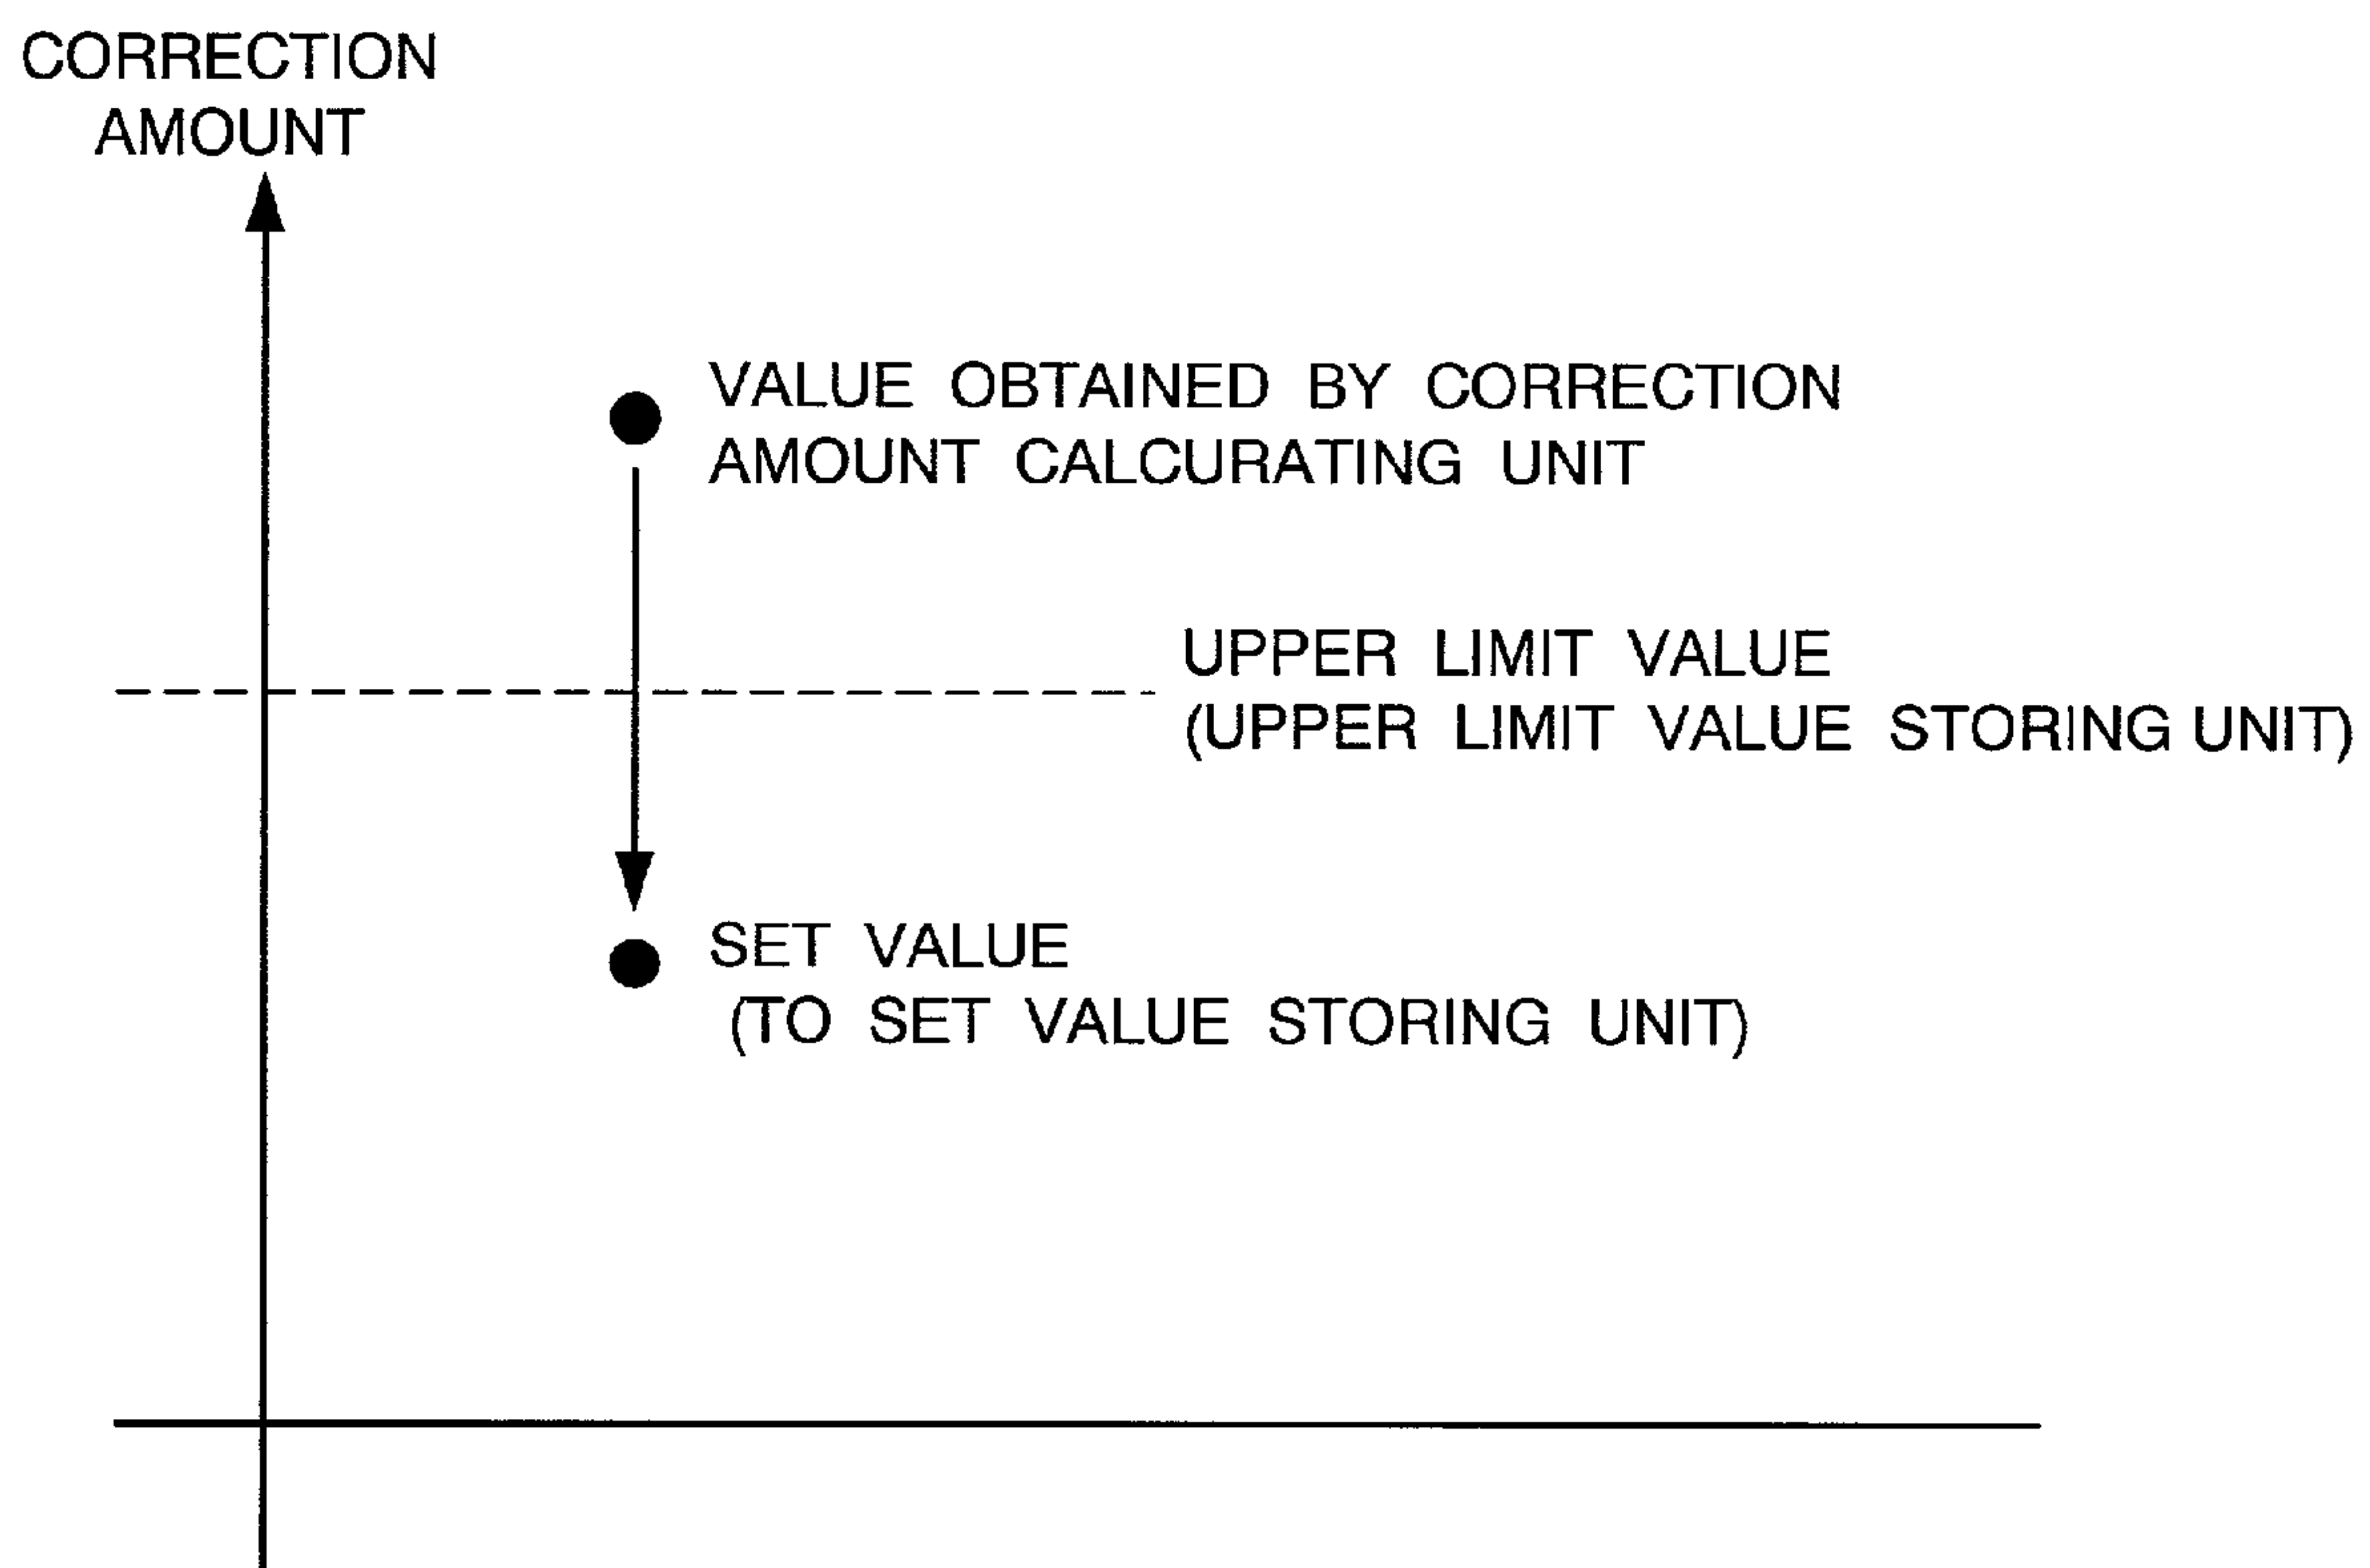 CORRECTION
AMOUNT
VALUE OBTAINED BY CORRECTION
AMOUNT CALCURATING UNIT
UPPER LIMIT VALUE
(UPPER LIMIT VALUE STORING UNIT)
SET VALUE
(TO SET VALUE STORING UNIT)